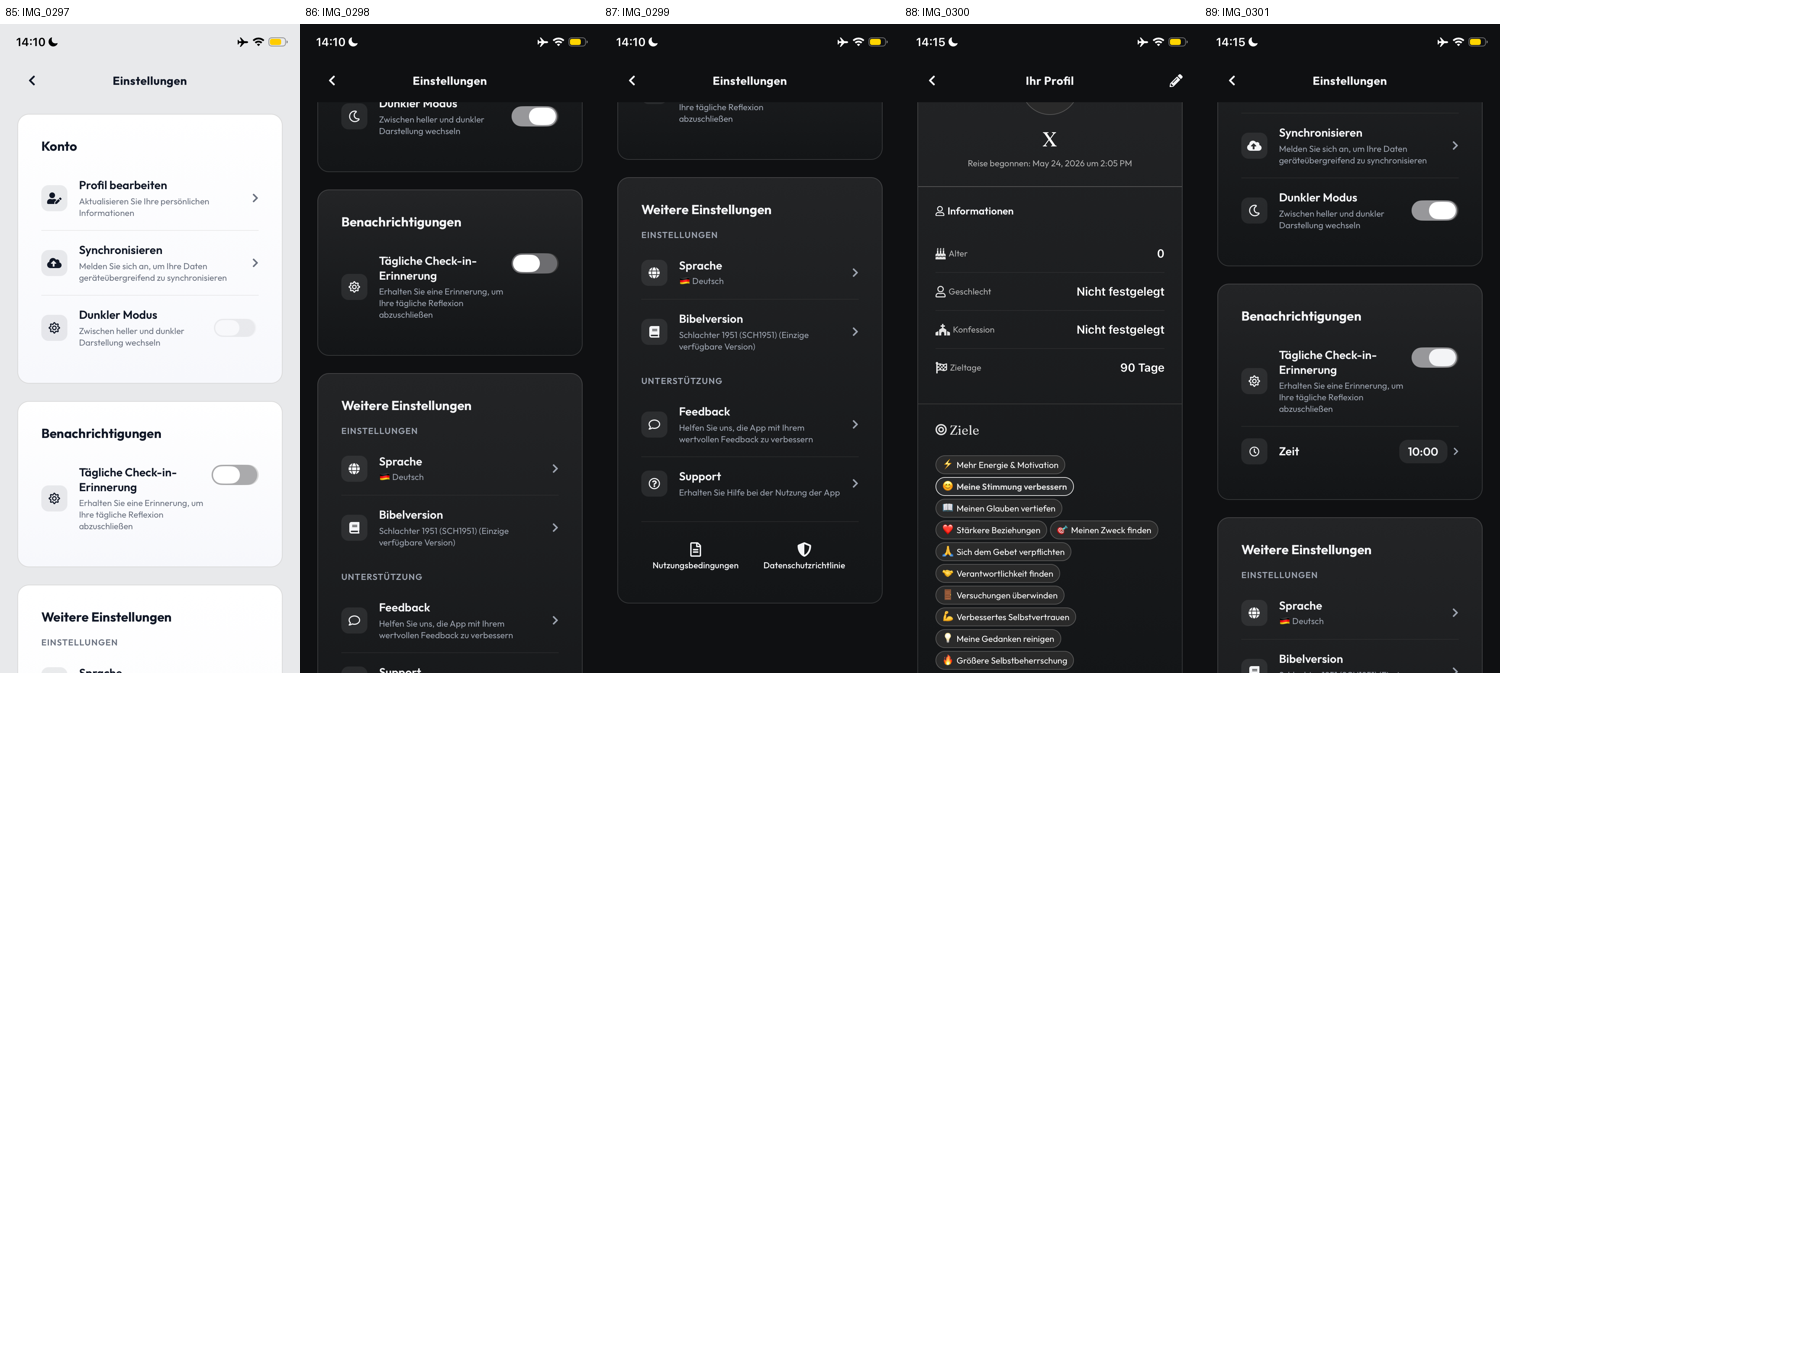 85: IMG_0297
14:10
Einstellungen
Konto
Profil bearbeiten
Aktualisieren Sie Ihre persönlichen
Informationen
Synchronisieren
Melden Sie sich an, um Ihre Daten
geräteübergreifend zu synchronisieren
Dunkler Modus
Zwischen heller und dunkler
Darstellung wechseln
Benachrichtigungen
Tägliche Check-in-
Erinnerung
Erhalten Sie eine Erinnerung, um
Ihre tägliche Reflexion
abzuschließen
Weitere Einstellungen
EINSTELLUNGEN
Sprache
86: IMG_0298
14:10
Einstellungen
Dunkler Modus
Zwischen heller und dunkler
Darstellung wechseln
Benachrichtigungen
Tägliche Check-in-
Erinnerung
Erhalten Sie eine Erinnerung, um
Ihre tägliche Reflexion
abzuschließen
Weitere Einstellungen
EINSTELLUNGEN
Sprache
Deutsch
Bibelversion
Schlachter 1951 (SCH1951) (Einzige
verfügbare Version)
UNTERSTÜTZUNG
Feedback
Helfen Sie uns, die App mit Ihrem
wertvollen Feedback zu verbessern
Support
87: IMG_0299
14:10
Einstellungen
Ihre tägliche Reflexion
abzuschließen
Weitere Einstellungen
EINSTELLUNGEN
Sprache
Deutsch
Bibelversion
Schlachter 1951 (SCH1951) (Einzige
verfügbare Version)
UNTERSTÜTZUNG
Feedback
Helfen Sie uns, die App mit Ihrem
wertvollen Feedback zu verbessern
Support
Erhalten Sie Hilfe bei der Nutzung der App
Nutzungsbedingungen
Datenschutzrichtlinie
88: IMG_0300
14:15
Ihr Profil
X
Reise begonnen: May 24, 2026 um 2:05 PM
Informationen
Alter 0
Geschlecht Nicht festgelegt
Konfession Nicht festgelegt
Zieltage 90 Tage
Ziele
Mehr Energie & Motivation
Meine Stimmung verbessern
Meinen Glauben vertiefen
Stärkere Beziehungen Meinen Zweck finden
Sich dem Gebet verpflichten
Verantwortlichkeit finden
Versuchungen überwinden
Verbessertes Selbstvertrauen
Meine Gedanken reinigen
Größere Selbstbeherrschung
89: IMG_0301
14:15
Einstellungen
Synchronisieren
Melden Sie sich an, um Ihre Daten
geräteübergreifend zu synchronisieren
Dunkler Modus
Zwischen heller und dunkler
Darstellung wechseln
Benachrichtigungen
Tägliche Check-in-
Erinnerung
Erhalten Sie eine Erinnerung, um
Ihre tägliche Reflexion
abzuschließen
Zeit 10:00
Weitere Einstellungen
EINSTELLUNGEN
Sprache
Deutsch
Bibelversion